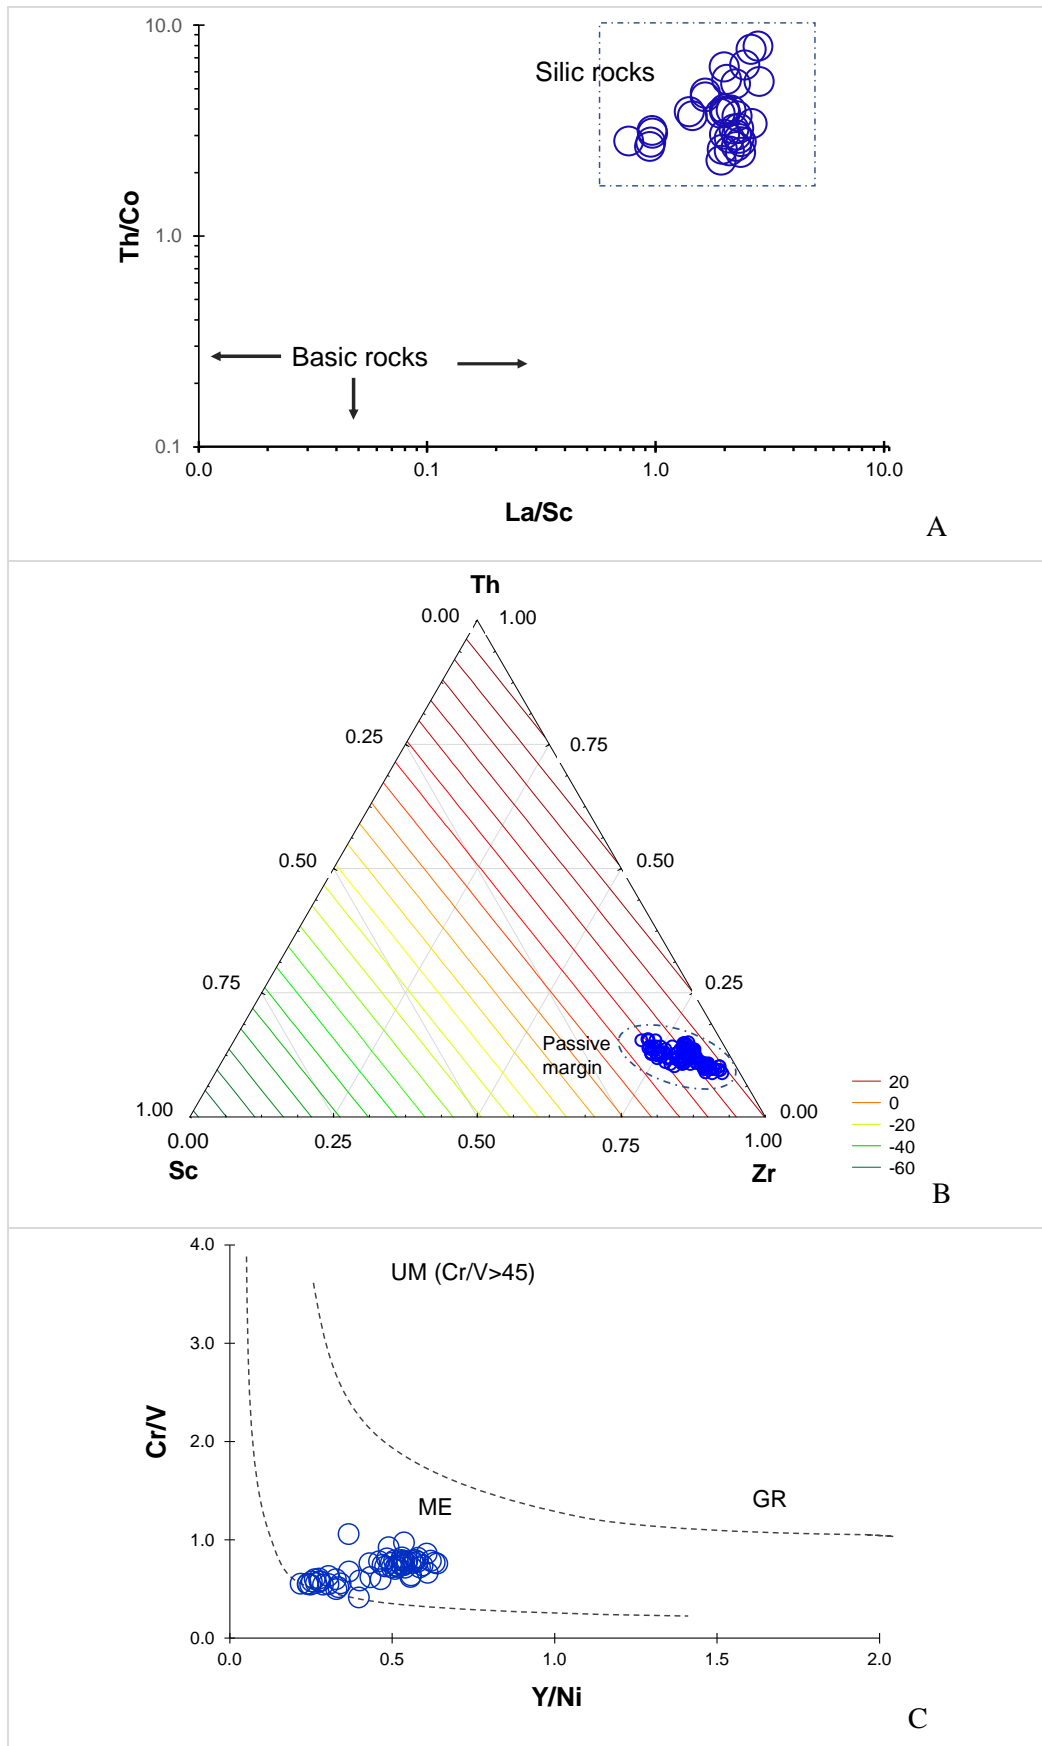 10.0
Silic rocks
Th/Co
1.0
Basic rocks
0.1
0.0 0.1 1.0 10.0
La/Sc
A
Th
0.00 1.00
0.25 0.75
0.50 0.50
0.75 0.25
Passive
margin
20
0
-20
-40
-60
1.00 0.00
0.00 0.25 0.50 0.75 1.00
Sc Zr
B
4.0
UM (Cr/V>45)
3.0
Cr/V
2.0
ME GR
1.0
0.0
0.0 0.5 1.0 1.5 2.0
Y/Ni
C